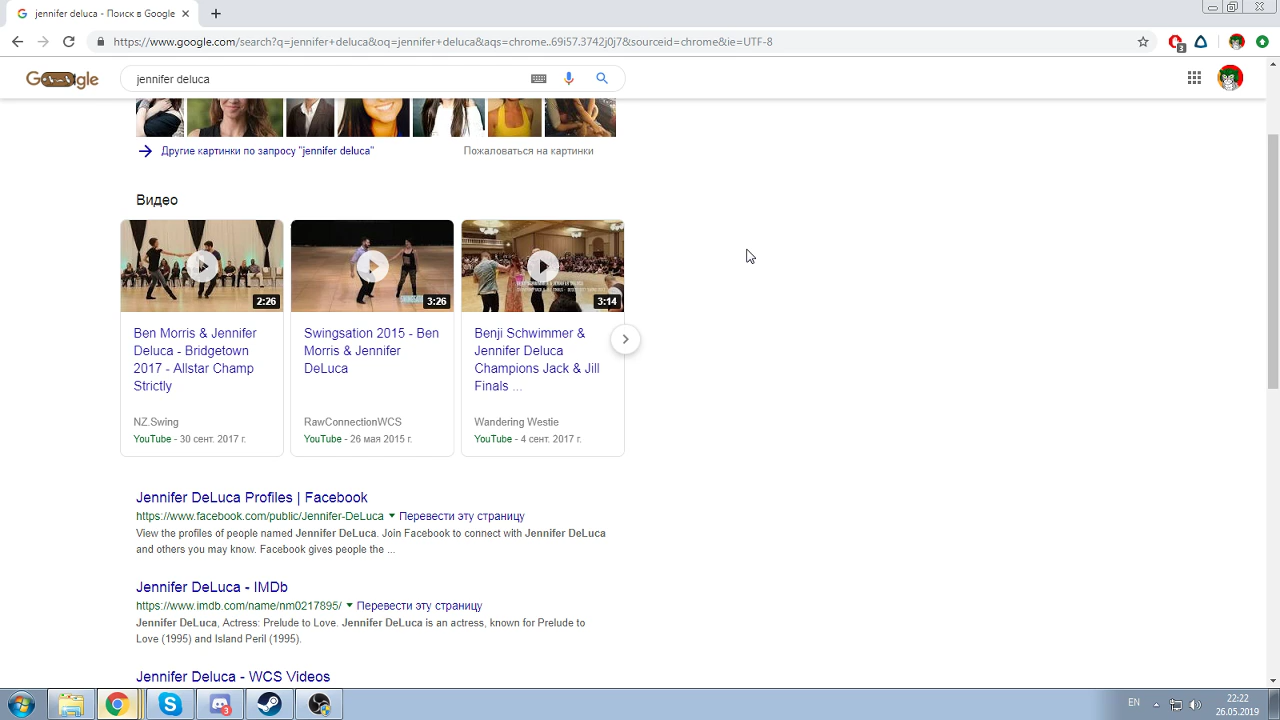 jennifer deluca - Поиск в Google
https://www.google.com/search?q=jennifer+deluca&oq=jennifer+deluca&aqs=chrome..69i57.3742j0j7&sourceid=chrome&ie=UTF-8
3
jennifer deluca
Другие картинки по запросу "jennifer deluca"
Пожаловаться на картинки
Видео
2:26
3:26
3:14
Ben Morris & Jennifer
Deluca - Bridgetown
2017 - Allstar Champ
Strictly
NZ.Swing
YouTube - 30 сент. 2017 г.
Swingsation 2015 - Ben
Morris & Jennifer
DeLuca
RawConnectionWCS
YouTube - 26 мая 2015 г.
Benji Schwimmer &
Jennifer Deluca
Champions Jack & Jill
Finals ...
Wandering Westie
YouTube - 4 сент. 2017 г.
Jennifer DeLuca Profiles | Facebook
https://www.facebook.com/public/Jennifer-DeLuca Перевести эту страницу
View the profiles of people named Jennifer DeLuca. Join Facebook to connect with Jennifer DeLuca
and others you may know. Facebook gives people the ...
Jennifer DeLuca - IMDb
https://www.imdb.com/name/nm0217895/ Перевести эту страницу
Jennifer DeLuca, Actress: Prelude to Love. Jennifer DeLuca is an actress, known for Prelude to
Love (1995) and Island Peril (1995).
Jennifer Deluca - WCS Videos
3
EN
22:22
26.05.2019